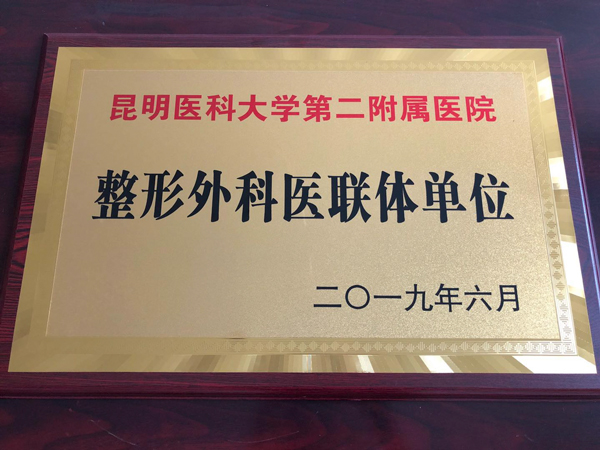 昆明医科大学第二附属医院
整形外科医联体单位
二〇一九年六月